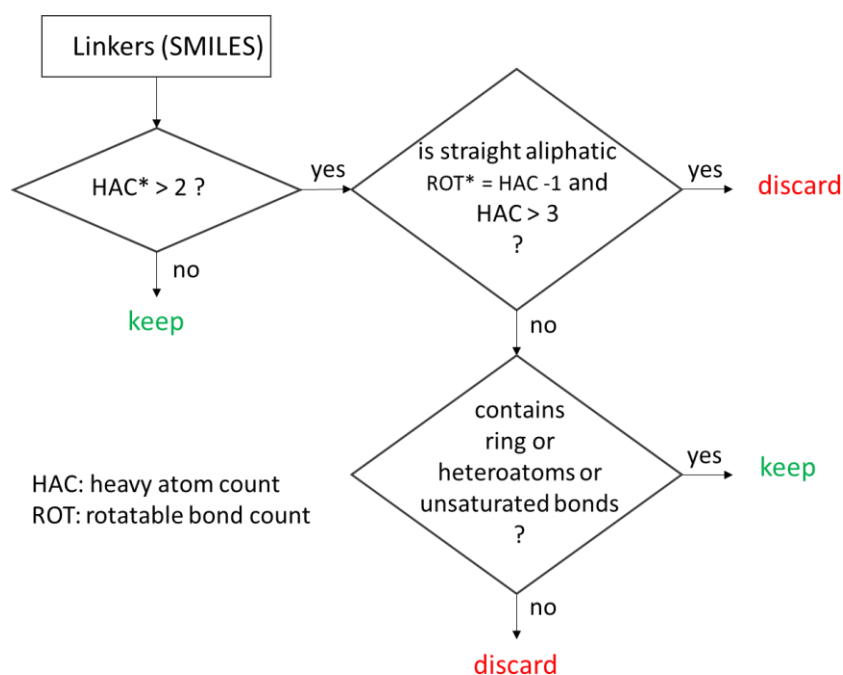 Linkers (SMILES)
HAC* > 2 ?
yes
no
keep
is straight aliphatic
ROT* = HAC -1 and
HAC > 3
?
yes
discard
no
contains
ring or
heteroatoms or
unsaturated bonds
?
yes
keep
no
discard
HAC: heavy atom count
ROT: rotatable bond count